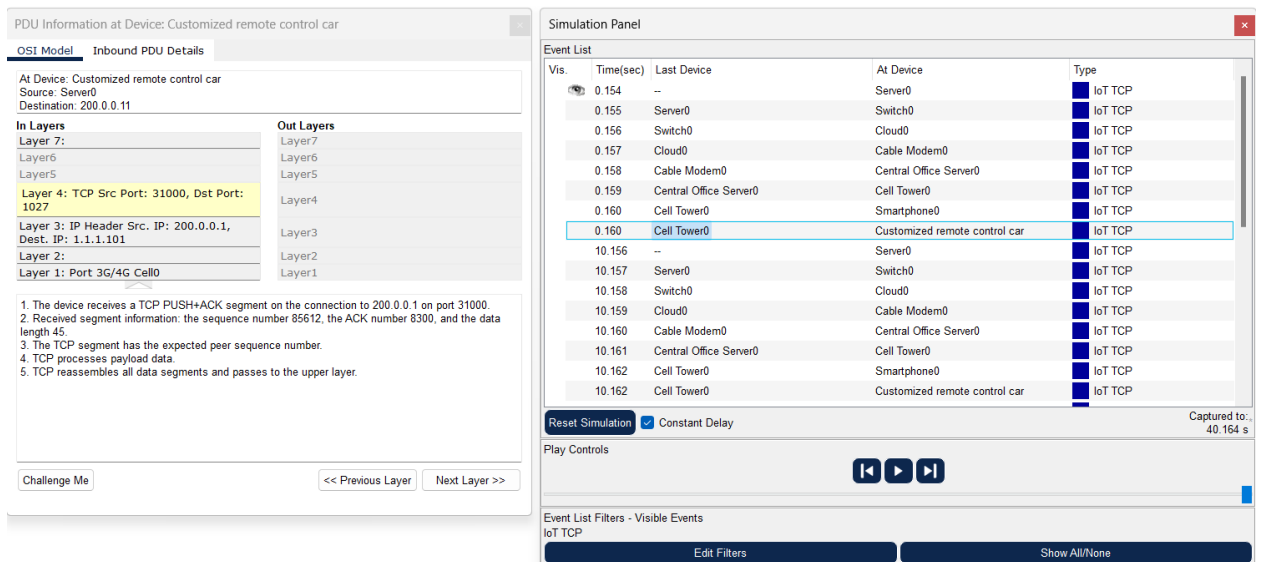 PDU Information at Device: Customized remote control car
OSI Model Inbound PDU Details
At Device: Customized remote control car
Source: Server0
Destination: 200.0.0.11
In Layers Out Layers
Layer 7: Layer7
Layer6 Layer6
Layer5 Layer5
Layer 4: TCP Src Port: 31000, Dst Port:
1027
Layer4
Layer 3: IP Header Src. IP: 200.0.0.1,
Dest. IP: 1.1.1.101
Layer3
Layer 2: Layer2
Layer 1: Port 3G/4G Cell0 Layer1
1. The device receives a TCP PUSH+ACK segment on the connection to 200.0.0.1 on port 31000.
2. Received segment information: the sequence number 85612, the ACK number 8300, and the data
length 45.
3. The TCP segment has the expected peer sequence number.
4. TCP processes payload data.
5. TCP reassembles all data segments and passes to the upper layer.
Challenge Me << Previous Layer Next Layer >>
Simulation Panel
Event List
Vis. Time(sec) Last Device At Device Type
0.154 -- Server0 IoT TCP
0.155 Server0 Switch0 IoT TCP
0.156 Switch0 Cloud0 IoT TCP
0.157 Cloud0 Cable Modem0 IoT TCP
0.158 Cable Modem0 Central Office Server0 IoT TCP
0.159 Central Office Server0 Cell Tower0 IoT TCP
0.160 Cell Tower0 Smartphone0 IoT TCP
0.160 Cell Tower0 Customized remote control car IoT TCP
10.156 -- Server0 IoT TCP
10.157 Server0 Switch0 IoT TCP
10.158 Switch0 Cloud0 IoT TCP
10.159 Cloud0 Cable Modem0 IoT TCP
10.160 Cable Modem0 Central Office Server0 IoT TCP
10.161 Central Office Server0 Cell Tower0 IoT TCP
10.162 Cell Tower0 Smartphone0 IoT TCP
10.162 Cell Tower0 Customized remote control car IoT TCP
Reset Simulation Constant Delay
Captured to:
40.164 s
Play Controls
Event List Filters - Visible Events
IoT TCP
Edit Filters Show All/None